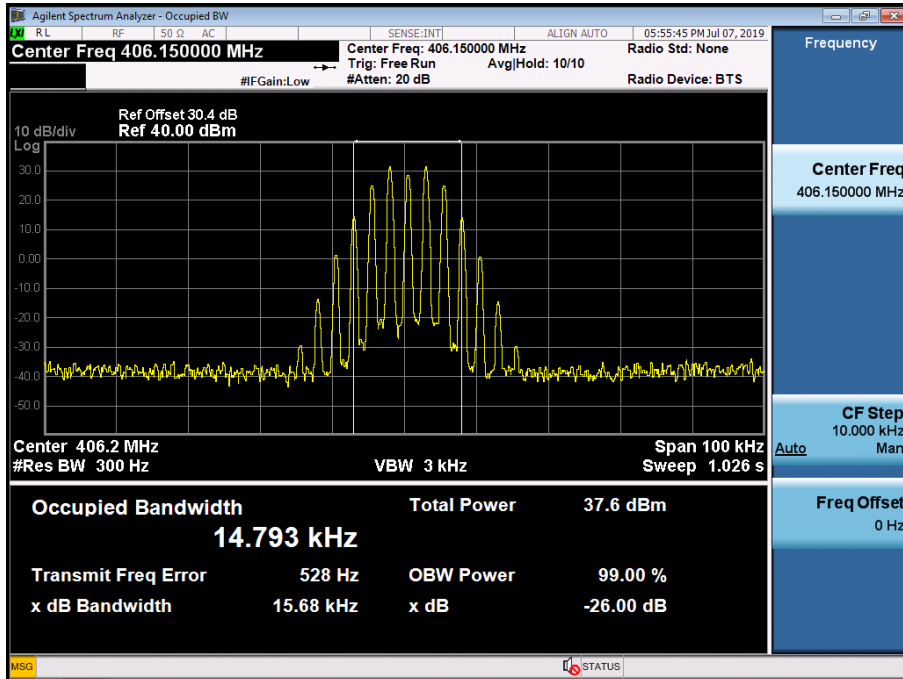 Agilent Spectrum Analyzer - Occupied BW
LXI RL RF 50 Ω AC SENSE:INT ALIGN AUTO 05:55:45 PM Jul 07, 2019
Center Freq 406.150000 MHz
Center Freq: 406.150000 MHz Radio Std: None
Trig: Free Run Avg|Hold: 10/10
#IFGain:Low #Atten: 20 dB Radio Device: BTS
Ref Offset 30.4 dB
10 dB/div Ref 40.00 dBm
Log
30.0
20.0
10.0
0.00
-10.0
-20.0
-30.0
-40.0
-50.0
Center 406.2 MHz Span 100 kHz
#Res BW 300 Hz VBW 3 kHz Sweep 1.026 s
Occupied Bandwidth Total Power 37.6 dBm
14.793 kHz
Transmit Freq Error 528 Hz OBW Power 99.00 %
x dB Bandwidth 15.68 kHz x dB -26.00 dB
MSG STATUS
Frequency
Center Freq
406.150000 MHz
CF Step
10.000 kHz
Auto Man
Freq Offset
0 Hz